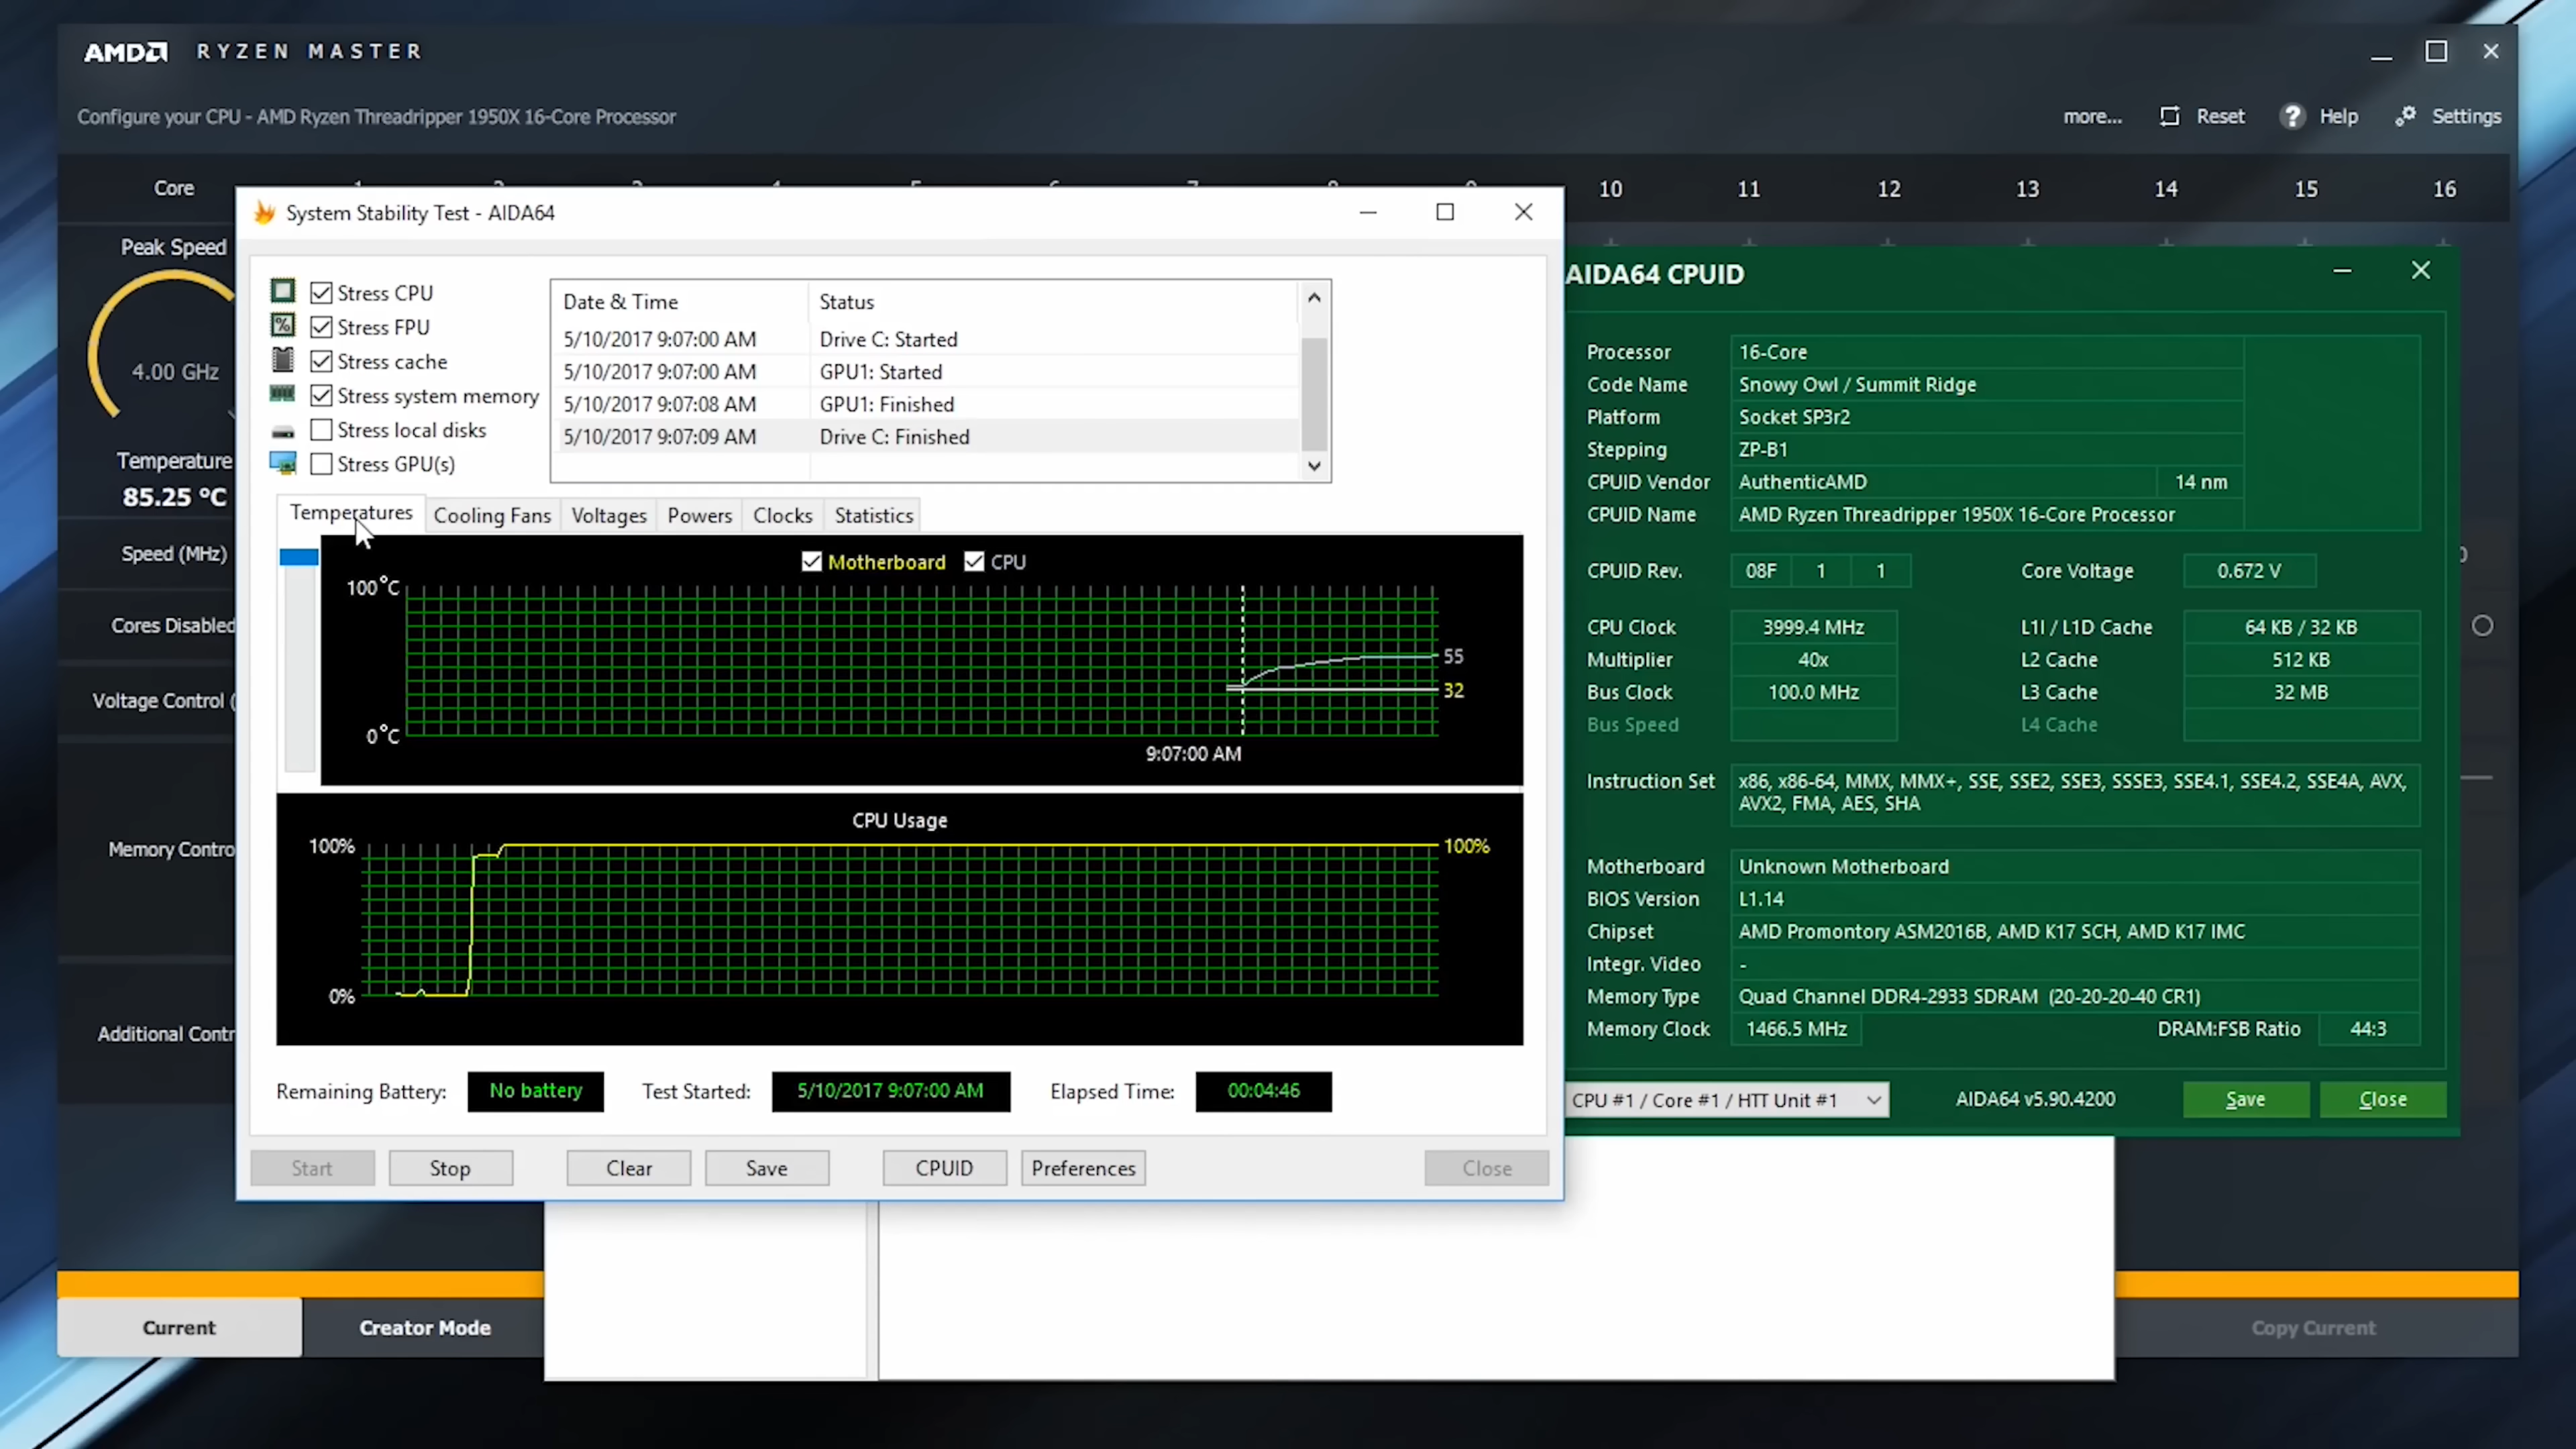 AMD RYZEN MASTER
Configure your CPU - AMD Ryzen Threadripper 1950X 16-Core Processor
more... Reset ? Help Settings
Core 10 11 12 13 14 15 16
Peak Speed
4.00 GHz
Temperature
85.25 °C
Speed (MHz)
Cores Disabled
Voltage Control (
Memory Contro
Additional Contr
System Stability Test - AIDA64
Stress CPU
Stress FPU
Stress cache
Stress system memory
Stress local disks
Stress GPU(s)
Date & Time Status
5/10/2017 9:07:00 AM Drive C: Started
5/10/2017 9:07:00 AM GPU1: Started
5/10/2017 9:07:08 AM GPU1: Finished
5/10/2017 9:07:09 AM Drive C: Finished
Temperatures Cooling Fans Voltages Powers Clocks Statistics
Motherboard CPU
100°C
55
32
0°C
9:07:00 AM
CPU Usage
100% 100%
0%
Remaining Battery: No battery Test Started: 5/10/2017 9:07:00 AM Elapsed Time: 00:04:46
Start Stop Clear Save CPUID Preferences Close
AIDA64 CPUID
Processor 16-Core
Code Name Snowy Owl / Summit Ridge
Platform Socket SP3r2
Stepping ZP-B1
CPUID Vendor AuthenticAMD 14 nm
CPUID Name AMD Ryzen Threadripper 1950X 16-Core Processor
CPUID Rev. 08F 1 1 Core Voltage 0.672 V
CPU Clock 3999.4 MHz L1I / L1D Cache 64 KB / 32 KB
Multiplier 40x L2 Cache 512 KB
Bus Clock 100.0 MHz L3 Cache 32 MB
Bus Speed L4 Cache
Instruction Set x86, x86-64, MMX, MMX+, SSE, SSE2, SSE3, SSSE3, SSE4.1, SSE4.2, SSE4A, AVX,
AVX2, FMA, AES, SHA
Motherboard Unknown Motherboard
BIOS Version L1.14
Chipset AMD Promontory ASM2016B, AMD K17 SCH, AMD K17 IMC
Integr. Video -
Memory Type Quad Channel DDR4-2933 SDRAM (20-20-20-40 CR1)
Memory Clock 1466.5 MHz DRAM:FSB Ratio 44:3
CPU #1 / Core #1 / HTT Unit #1 AIDA64 v5.90.4200 Save Close
Current Creator Mode Copy Current